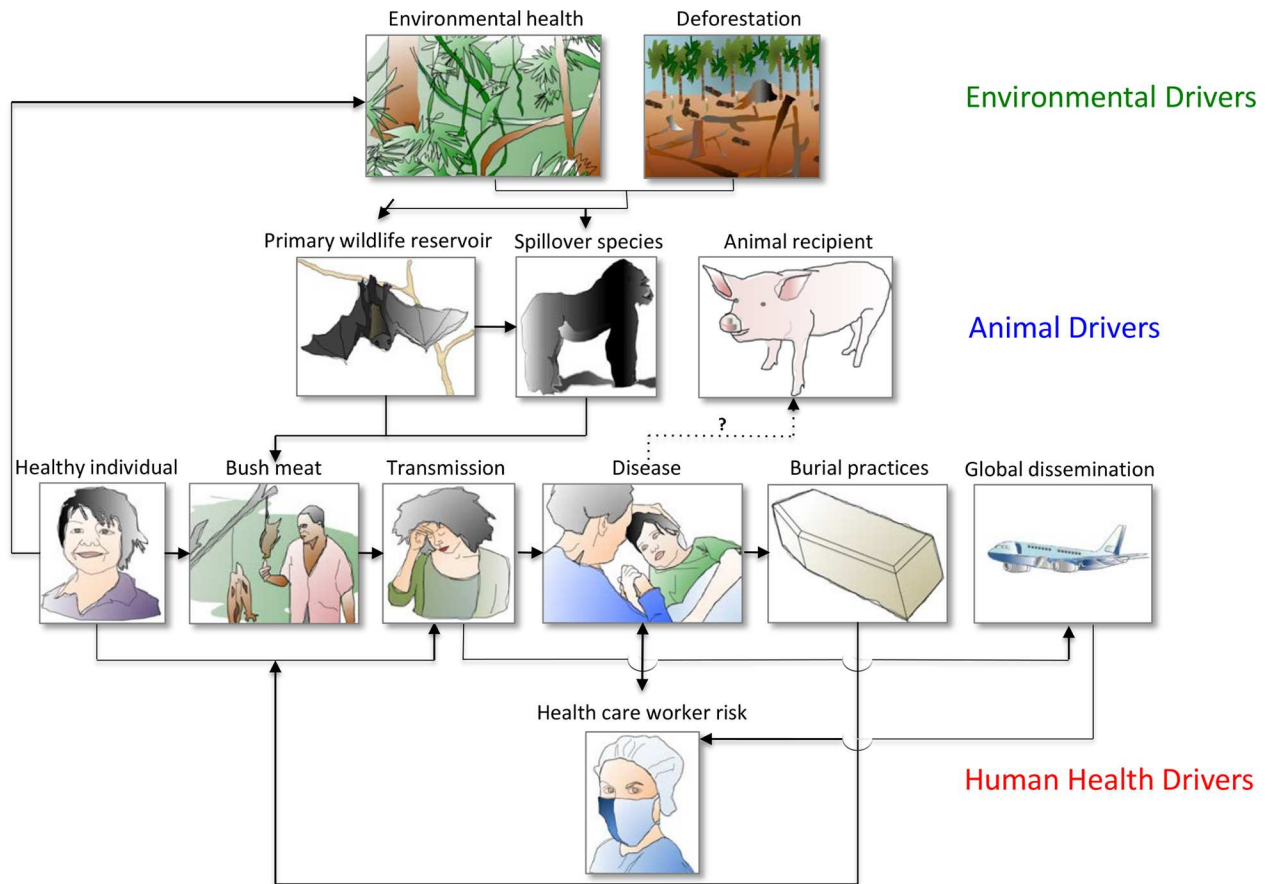 Environmental health
Deforestation
Environmental Drivers
Primary wildlife reservoir
Spillover species
Animal recipient
Animal Drivers
?
Healthy individual
Bush meat
Transmission
Disease
Burial practices
Global dissemination
Health care worker risk
Human Health Drivers